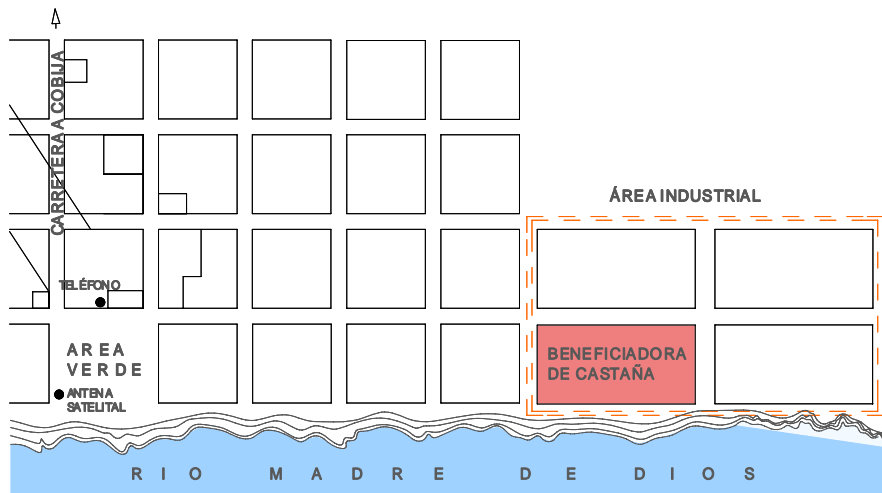 CARRETERA A COBIJA
ÁREA INDUSTRIAL
TELÉFONO
AREA
VERDE
BENEFICIADORA
DE CASTAÑA
ANTENA
SATELITAL
RIO MADRE DE DIOS